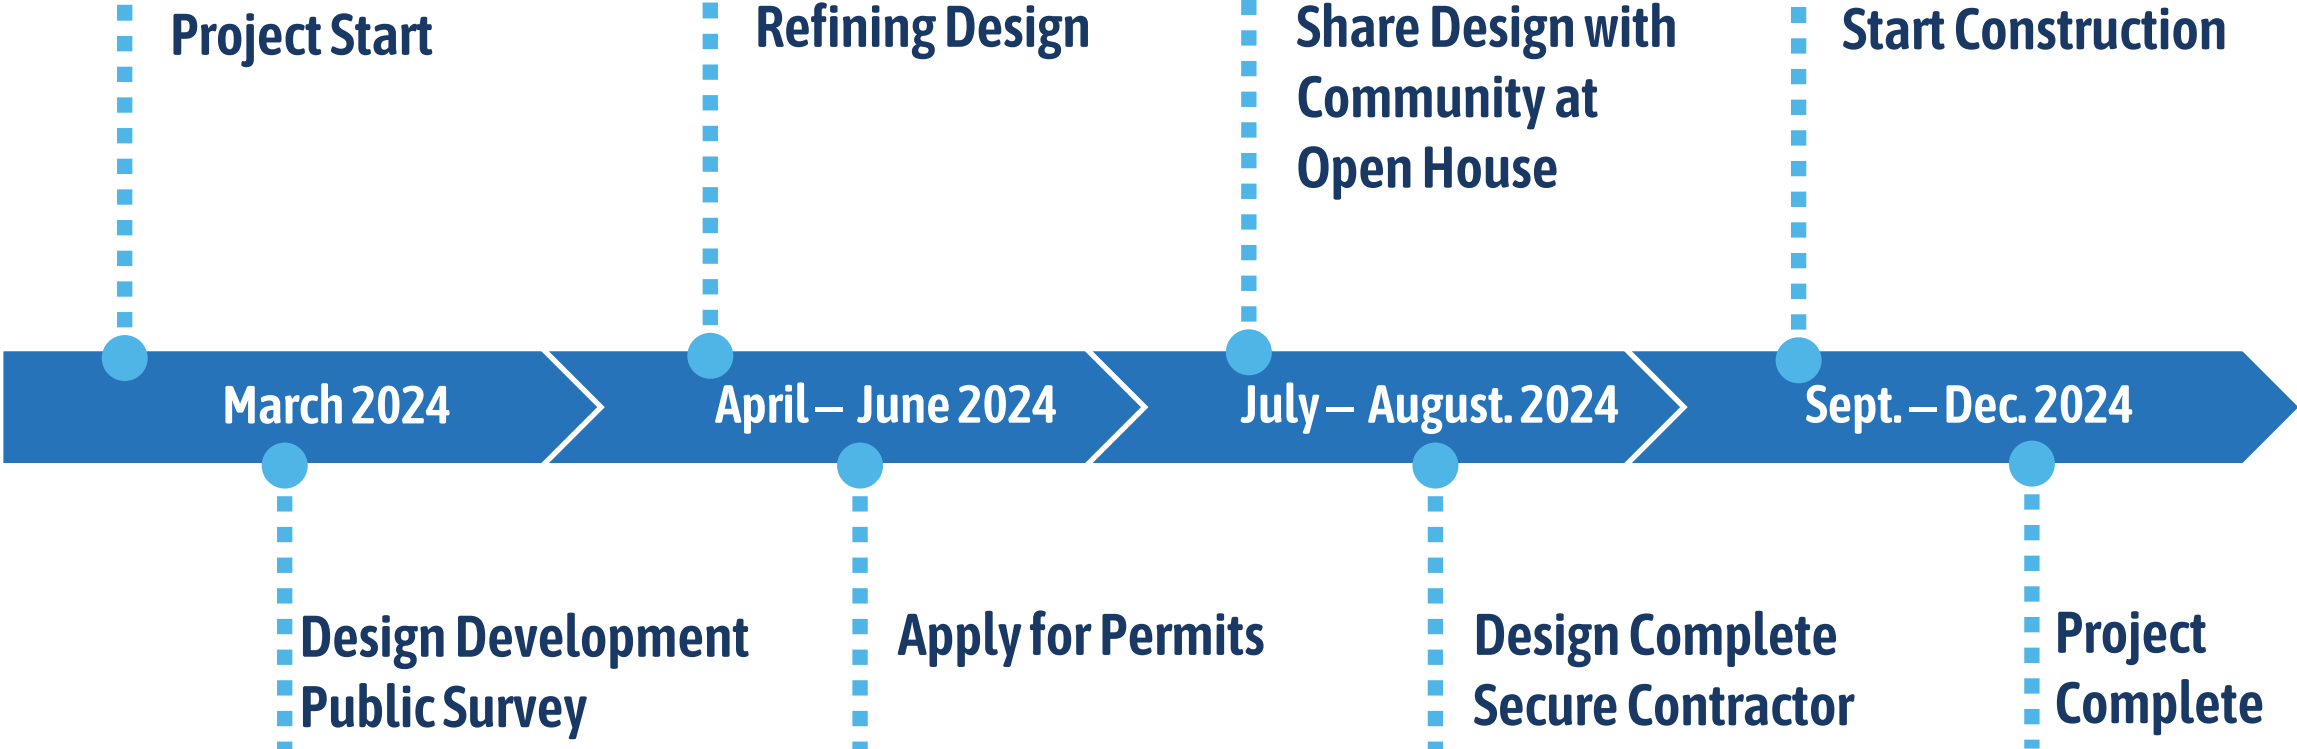 Project Start
Refining Design
Share Design with
Community at
Open House
Start Construction
March 2024
April – June 2024
July – August. 2024
Sept. – Dec. 2024
Design Development
Public Survey
Apply for Permits
Design Complete
Secure Contractor
Project
Complete